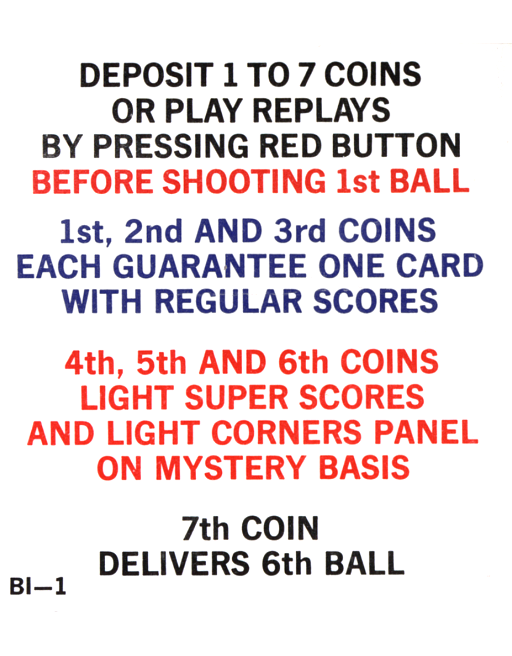 DEPOSIT 1 TO 7 COINS
OR PLAY REPLAYS
BY PRESSING RED BUTTON
BEFORE SHOOTING 1st BALL
1st, 2nd AND 3rd COINS
EACH GUARANTEE ONE CARD
WITH REGULAR SCORES
4th, 5th AND 6th COINS
LIGHT SUPER SCORES
AND LIGHT CORNERS PANEL
ON MYSTERY BASIS
7th COIN
DELIVERS 6th BALL
BI—1